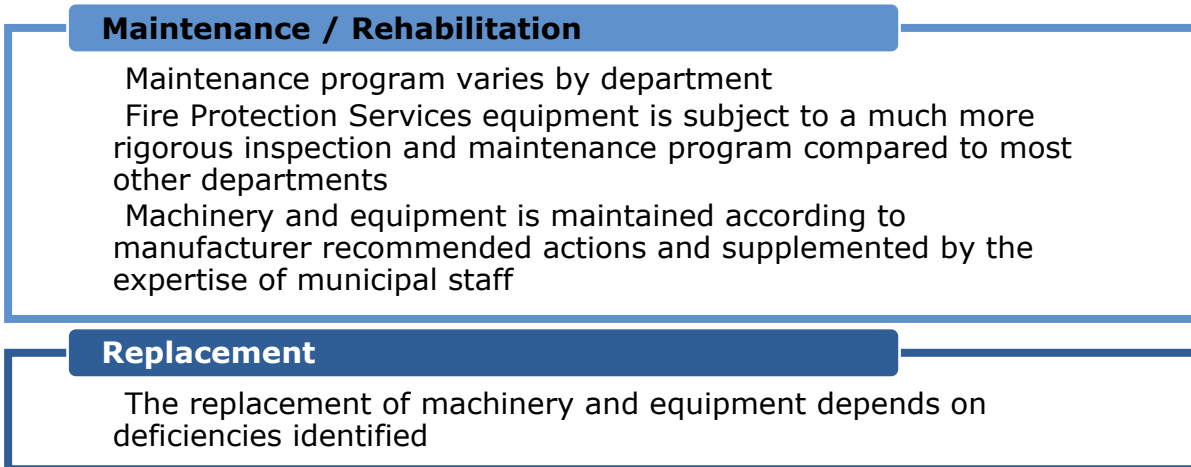 Maintenance / Rehabilitation
Maintenance program varies by department
Fire Protection Services equipment is subject to a much more
rigorous inspection and maintenance program compared to most
other departments
Machinery and equipment is maintained according to
manufacturer recommended actions and supplemented by the
expertise of municipal staff
Replacement
The replacement of machinery and equipment depends on
deficiencies identified